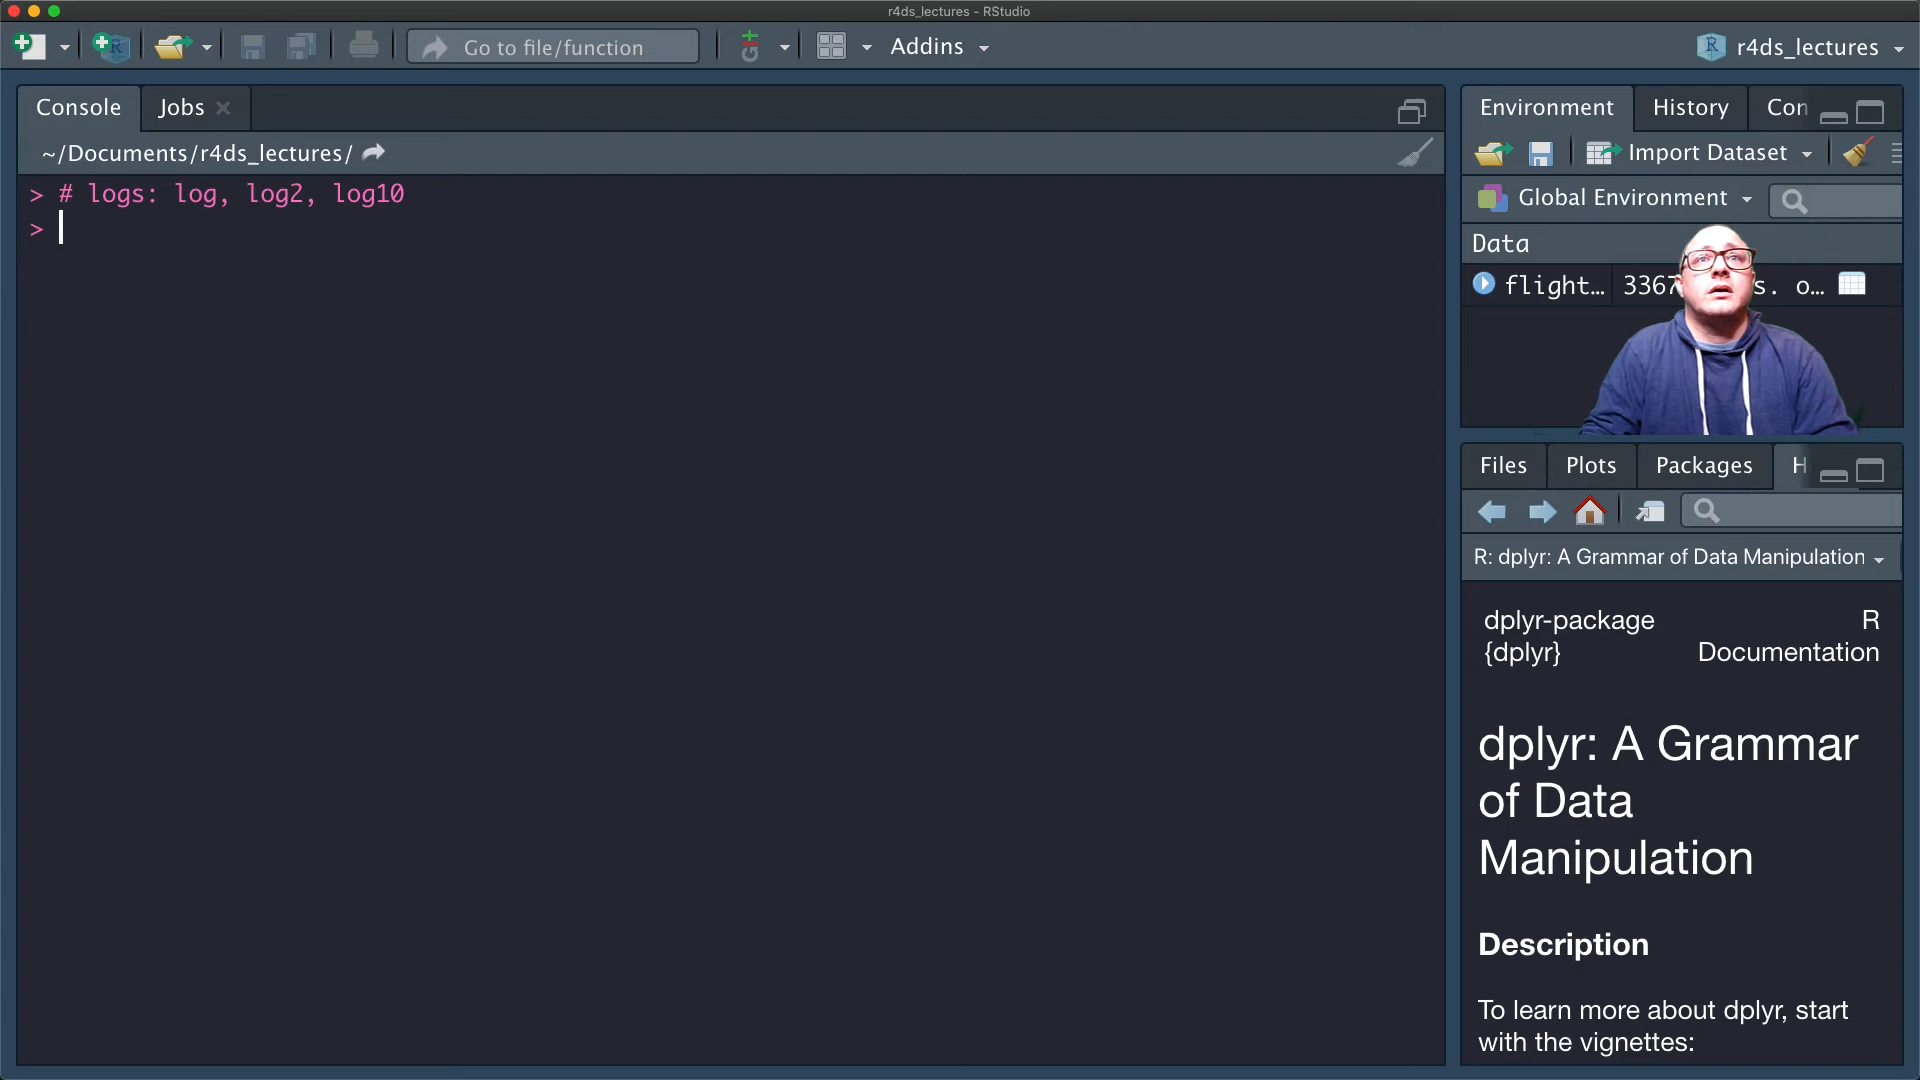 r4ds_lectures - RStudio
Go to file/function
Addins
r4ds_lectures
Console
Jobs
~/Documents/r4ds_lectures/
> # logs: log, log2, log10
>
Environment
History
Con
Import Dataset
Global Environment
Data
flight…
3367
s. o…
Files
Plots
Packages
H
R: dplyr: A Grammar of Data Manipulation
dplyr-package
{dplyr}
R
Documentation
dplyr: A Grammar
of Data
Manipulation
Description
To learn more about dplyr, start
with the vignettes: